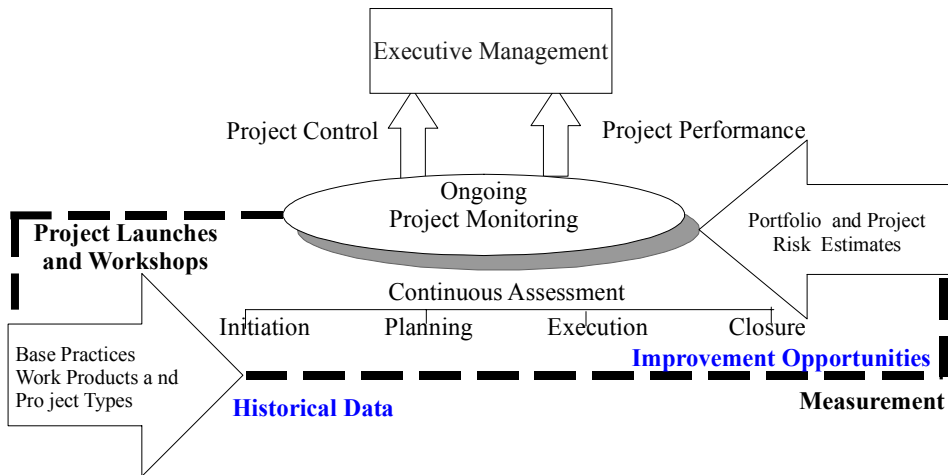 Executive Management
Project Control
Project Performance
Ongoing
Project Monitoring
Portfolio and Project
Risk Estimates
Project Launches
and Workshops
Continuous Assessment
Initiation
Planning
Execution
Closure
Base Practices
Work Products a nd
Pro ject Types
Improvement Opportunities
Historical Data
Measurement